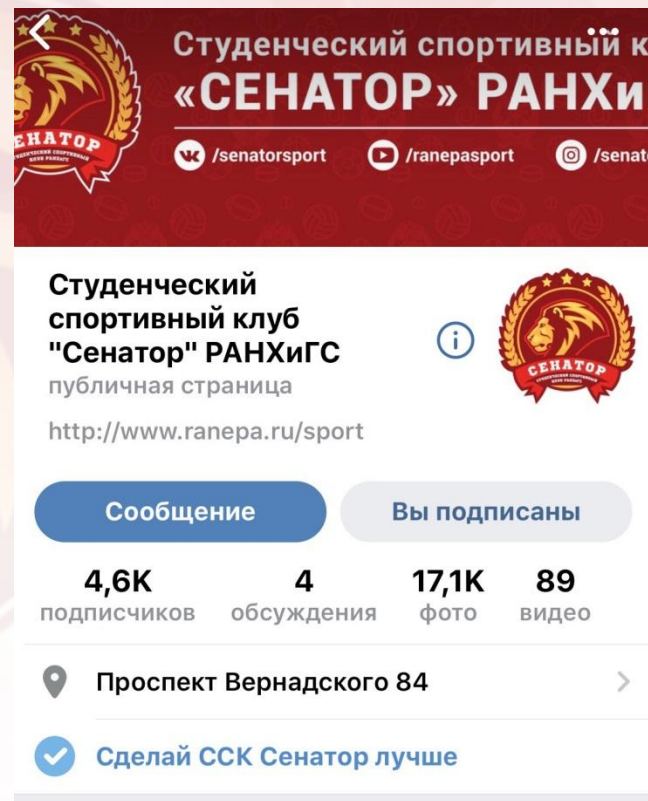 Студенческий спортивный к
«СЕНАТОР» РАНХи
/senatorsport /ranepasport /senat
ЕНАТОР
Студенческий
спортивный клуб
"Сенатор" РАНХиГС
публичная страница
http://www.ranepa.ru/sport
СЕНАТОР
Сообщение Вы подписаны
4,6K 4 17,1K 89
подписчиков обсуждения фото видео
Проспект Вернадского 84
Сделай ССК Сенатор лучше